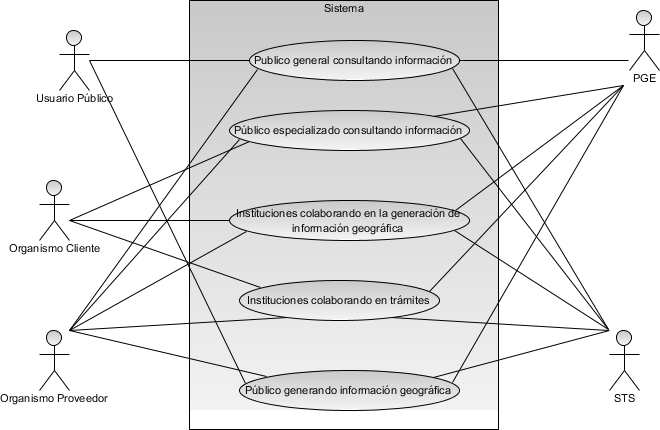 Sistema
Publico general consultando información
Usuario Público
PGE
Público especializado consultando información
Instituciones colaborando en la generación de
información geográfica
Organismo Cliente
Instituciones colaborando en trámites
Público generando información geográfica
Organismo Proveedor
STS